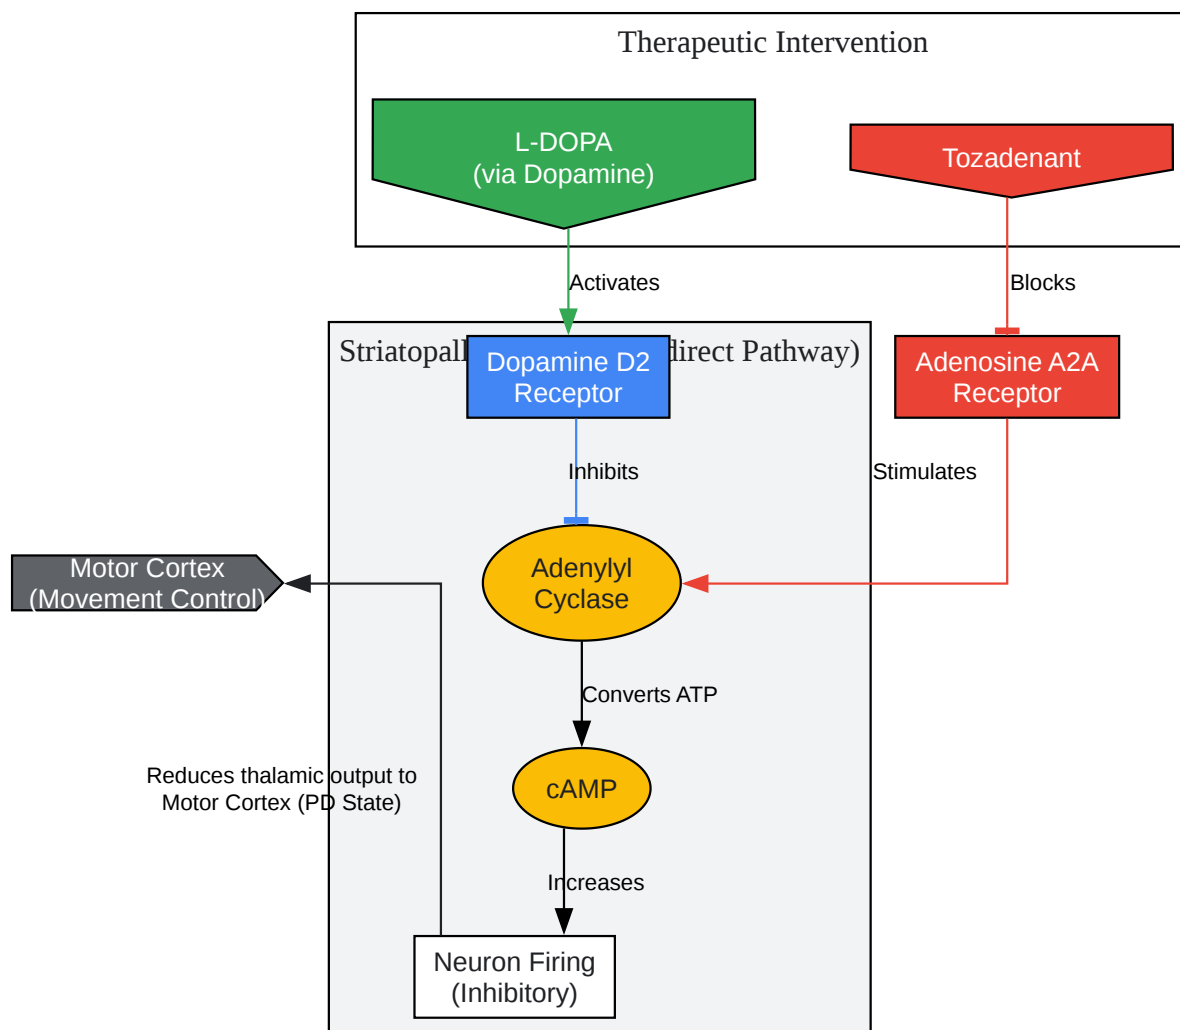 Therapeutic Intervention
L-DOPA
(via Dopamine)
Tozadenant
Activates
Blocks
direct Pathway)
Dopamine D2
Receptor
Adenosine A2A
Receptor
Inhibits
Stimulates
Motor Cortex
(Movement Control)
Adenylyl
Cyclase
Converts ATP
Reduces thalamic output to
Motor Cortex (PD State)
cAMP
Increases
Neuron Firing
(Inhibitory)